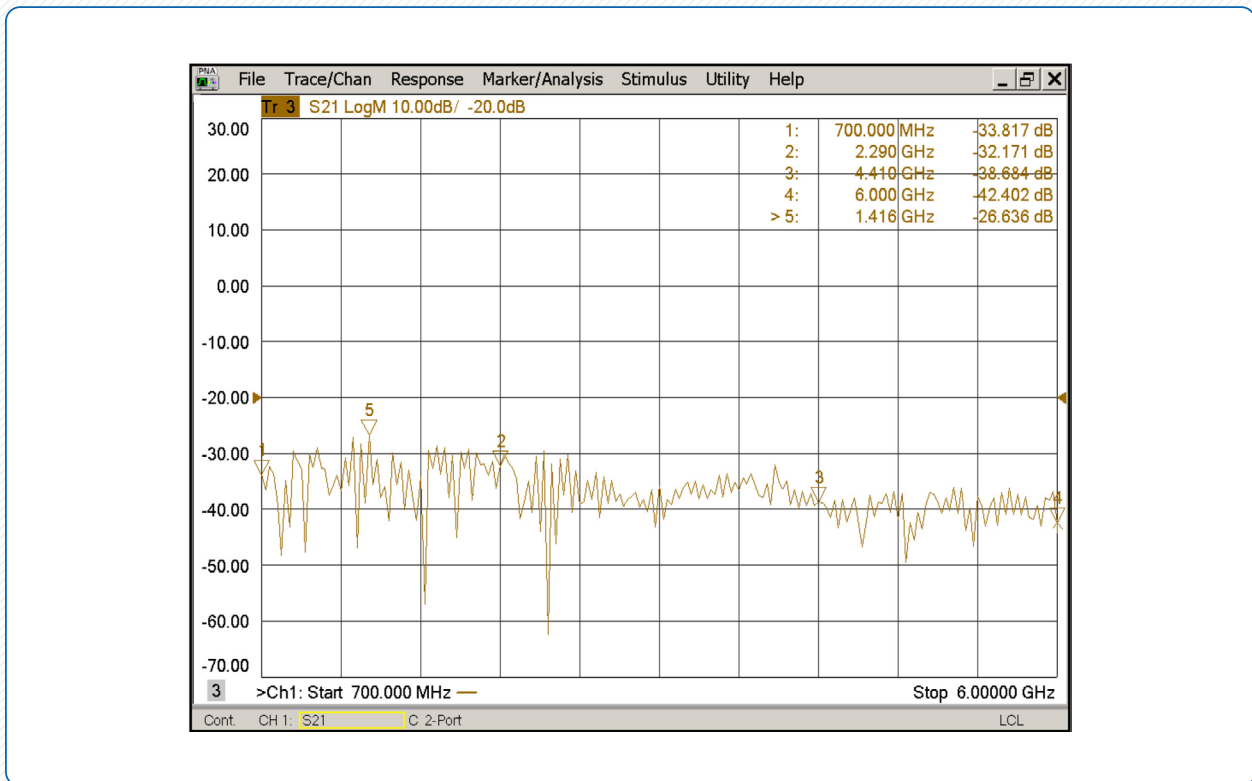 PNA
File Trace/Chan Response Marker/Analysis Stimulus Utility Help
Tr 3 S21 LogM 10.00dB/ -20.0dB
30.00
20.00
10.00
0.00
-10.00
-20.00
-30.00
-40.00
-50.00
-60.00
-70.00
1: 700.000 MHz -33.817 dB
2: 2.290 GHz -32.171 dB
3: 4.410 GHz -38.684 dB
4: 6.000 GHz -42.402 dB
> 5: 1.416 GHz -26.636 dB
1
5
2
3
4
3 >Ch1: Start 700.000 MHz Stop 6.00000 GHz
Cont. CH 1: S21 C 2-Port LCL